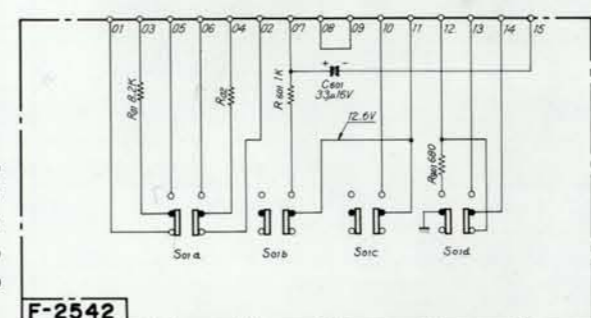 01 03 05 06 04 02 07 08 09 10 11 12 13 14 15
R01 8.2K
R02
R601 1K
+ -
C601
33μ16V
12.6V
R801 680
S01a S01b S01c S01d
F-2542